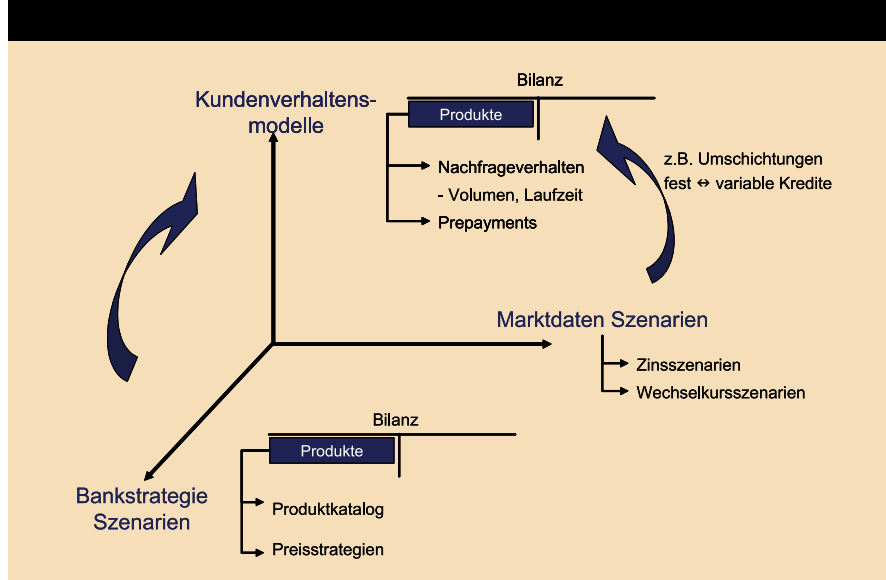 Kundenverhaltens-
modelle
Bilanz
Produkte
Nachfrageverhalten
- Volumen, Laufzeit
Prepayments
z.B. Umschichtungen
fest ↔ variable Kredite
Marktdaten Szenarien
Zinsszenarien
Wechselkursszenarien
Bilanz
Produkte
Produktkatalog
Preisstrategien
Bankstrategie
Szenarien